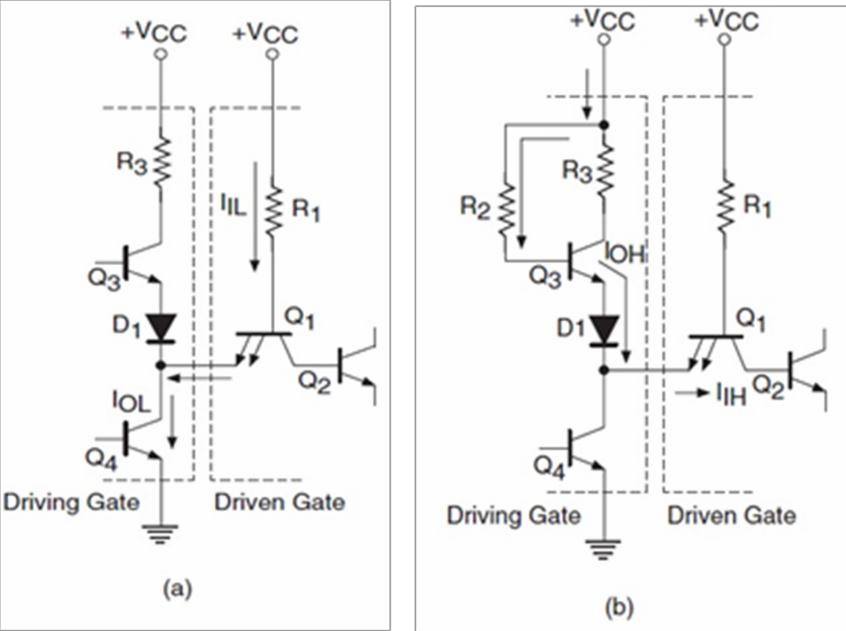 +VCC +VCC
R3
IIL R1
Q3
D1 Q1
IOL Q2
Q4
Driving Gate Driven Gate
(a)
+VCC +VCC
R3
R2 R1
IOH
Q3
D1 Q1
IIH Q2
Q4
Driving Gate Driven Gate
(b)